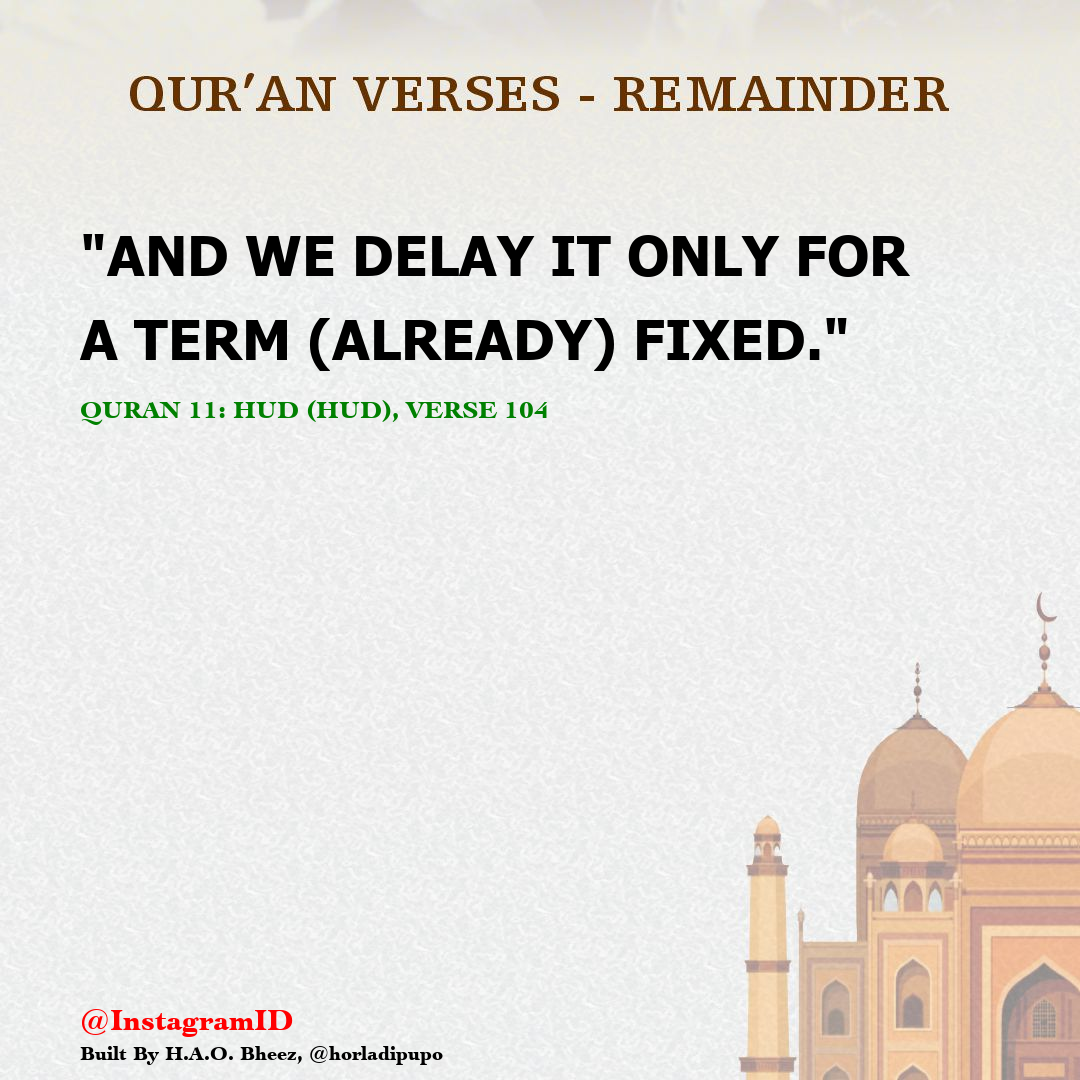 QUR'AN VERSES - REMAINDER
"AND WE DELAY IT ONLY FOR
A TERM (ALREADY) FIXED."
QURAN 11: HUD (HUD), VERSE 104
@InstagramID
Built By H.A.O. Bheez, @horladipupo